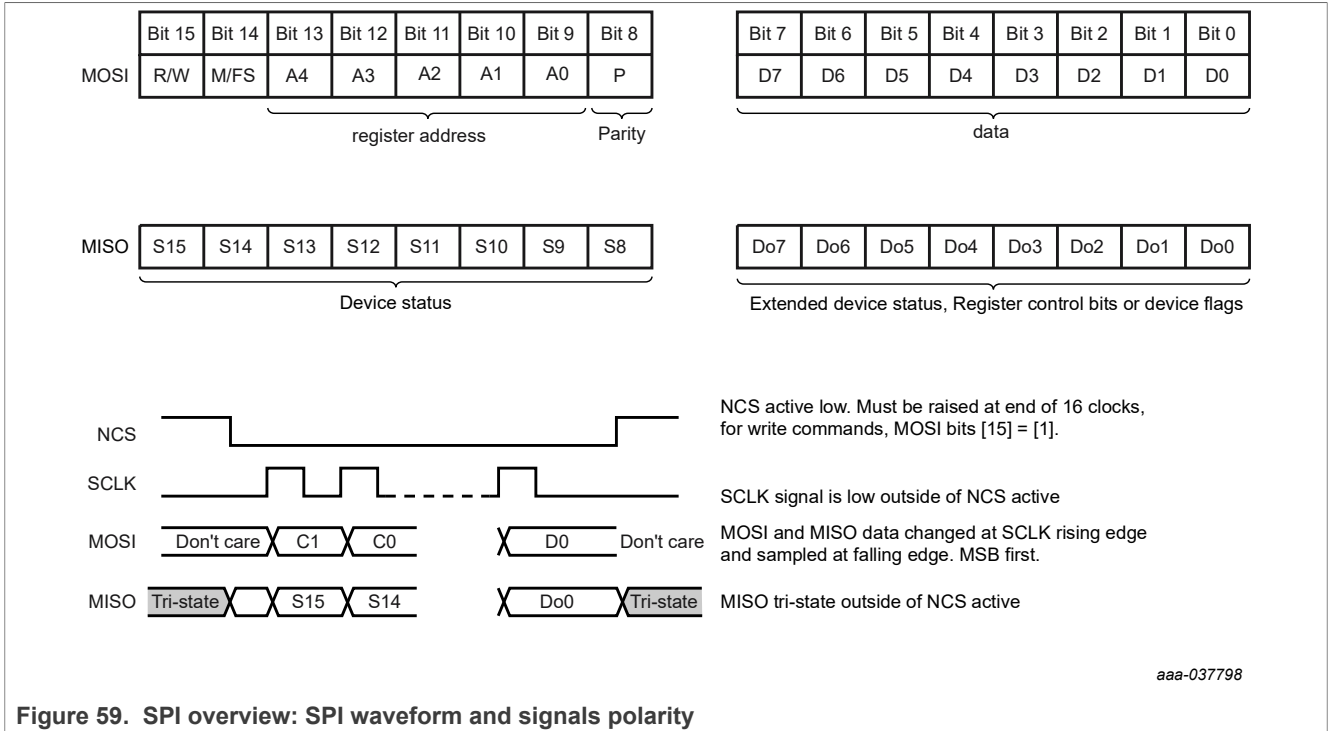 Bit 15 Bit 14 Bit 13 Bit 12 Bit 11 Bit 10 Bit 9 Bit 8 Bit 7 Bit 6 Bit 5 Bit 4 Bit 3 Bit 2 Bit 1 Bit 0
MOSI R/W M/FS A4 A3 A2 A1 A0 P D7 D6 D5 D4 D3 D2 D1 D0
register address Parity data
MISO S15 S14 S13 S12 S11 S10 S9 S8 Do7 Do6 Do5 Do4 Do3 Do2 Do1 Do0
Device status Extended device status, Register control bits or device flags
NCS
NCS active low. Must be raised at end of 16 clocks,
for write commands, MOSI bits [15] = [1].
SCLK
SCLK signal is low outside of NCS active
MOSI Don't care C1 C0 D0 Don't care
MOSI and MISO data changed at SCLK rising edge
and sampled at falling edge. MSB first.
MISO Tri-state S15 S14 Do0 Tri-state MISO tri-state outside of NCS active
aaa-037798
Figure 59. SPI overview: SPI waveform and signals polarity